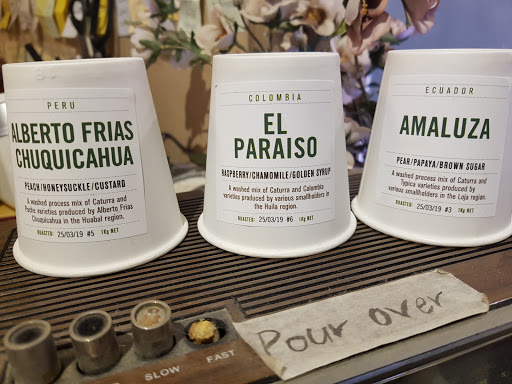 PERU
ALBERTO FRIAS
CHUQUICAHUA
PEACH/HONEYSUCKLE/CUSTARD
A washed process mix of Caturra and
Pache varieties produced by Alberto Frias
Chuquicahua in the Huabal region.
ROASTED: 25/03/19 #5 1Kg NET
COLOMBIA
EL
PARAISO
RASPBERRY/CHAMOMILE/GOLDEN SYRUP
A washed mix of Caturra and Colombia
varieties produced by various smallholders in
the Huila region.
ROASTED: 25/03/19 #6 1Kg NET
ECUADOR
AMALUZA
PEAR/PAPAYA/BROWN SUGAR
A washed process mix of Caturra and
Typica varieties produced by
various smallholders in the Loja region.
ROASTED: 25/03/19 #3 1Kg NET
Pour over
SLOW FAST